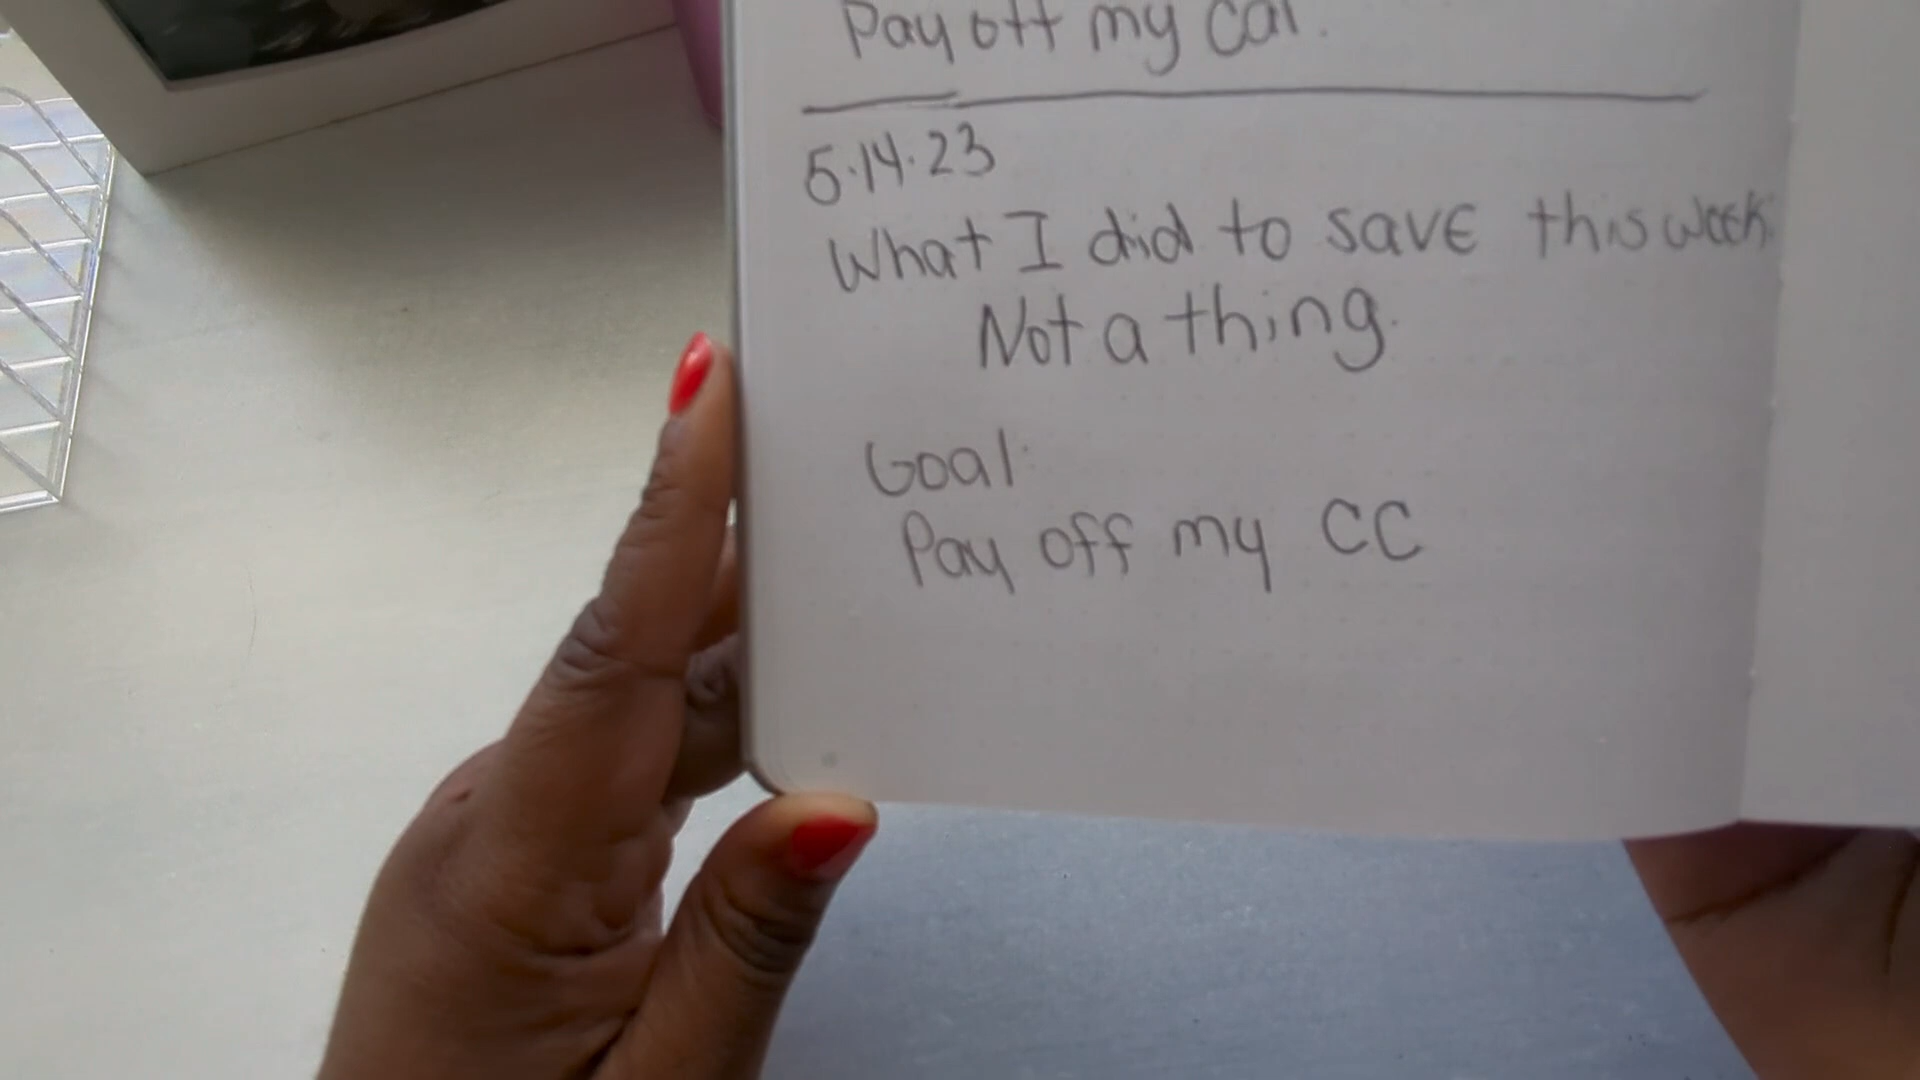 Pay off my car.
5.14.23
What I did to save this week:
Not a thing.
Goal:
Pay off my CC